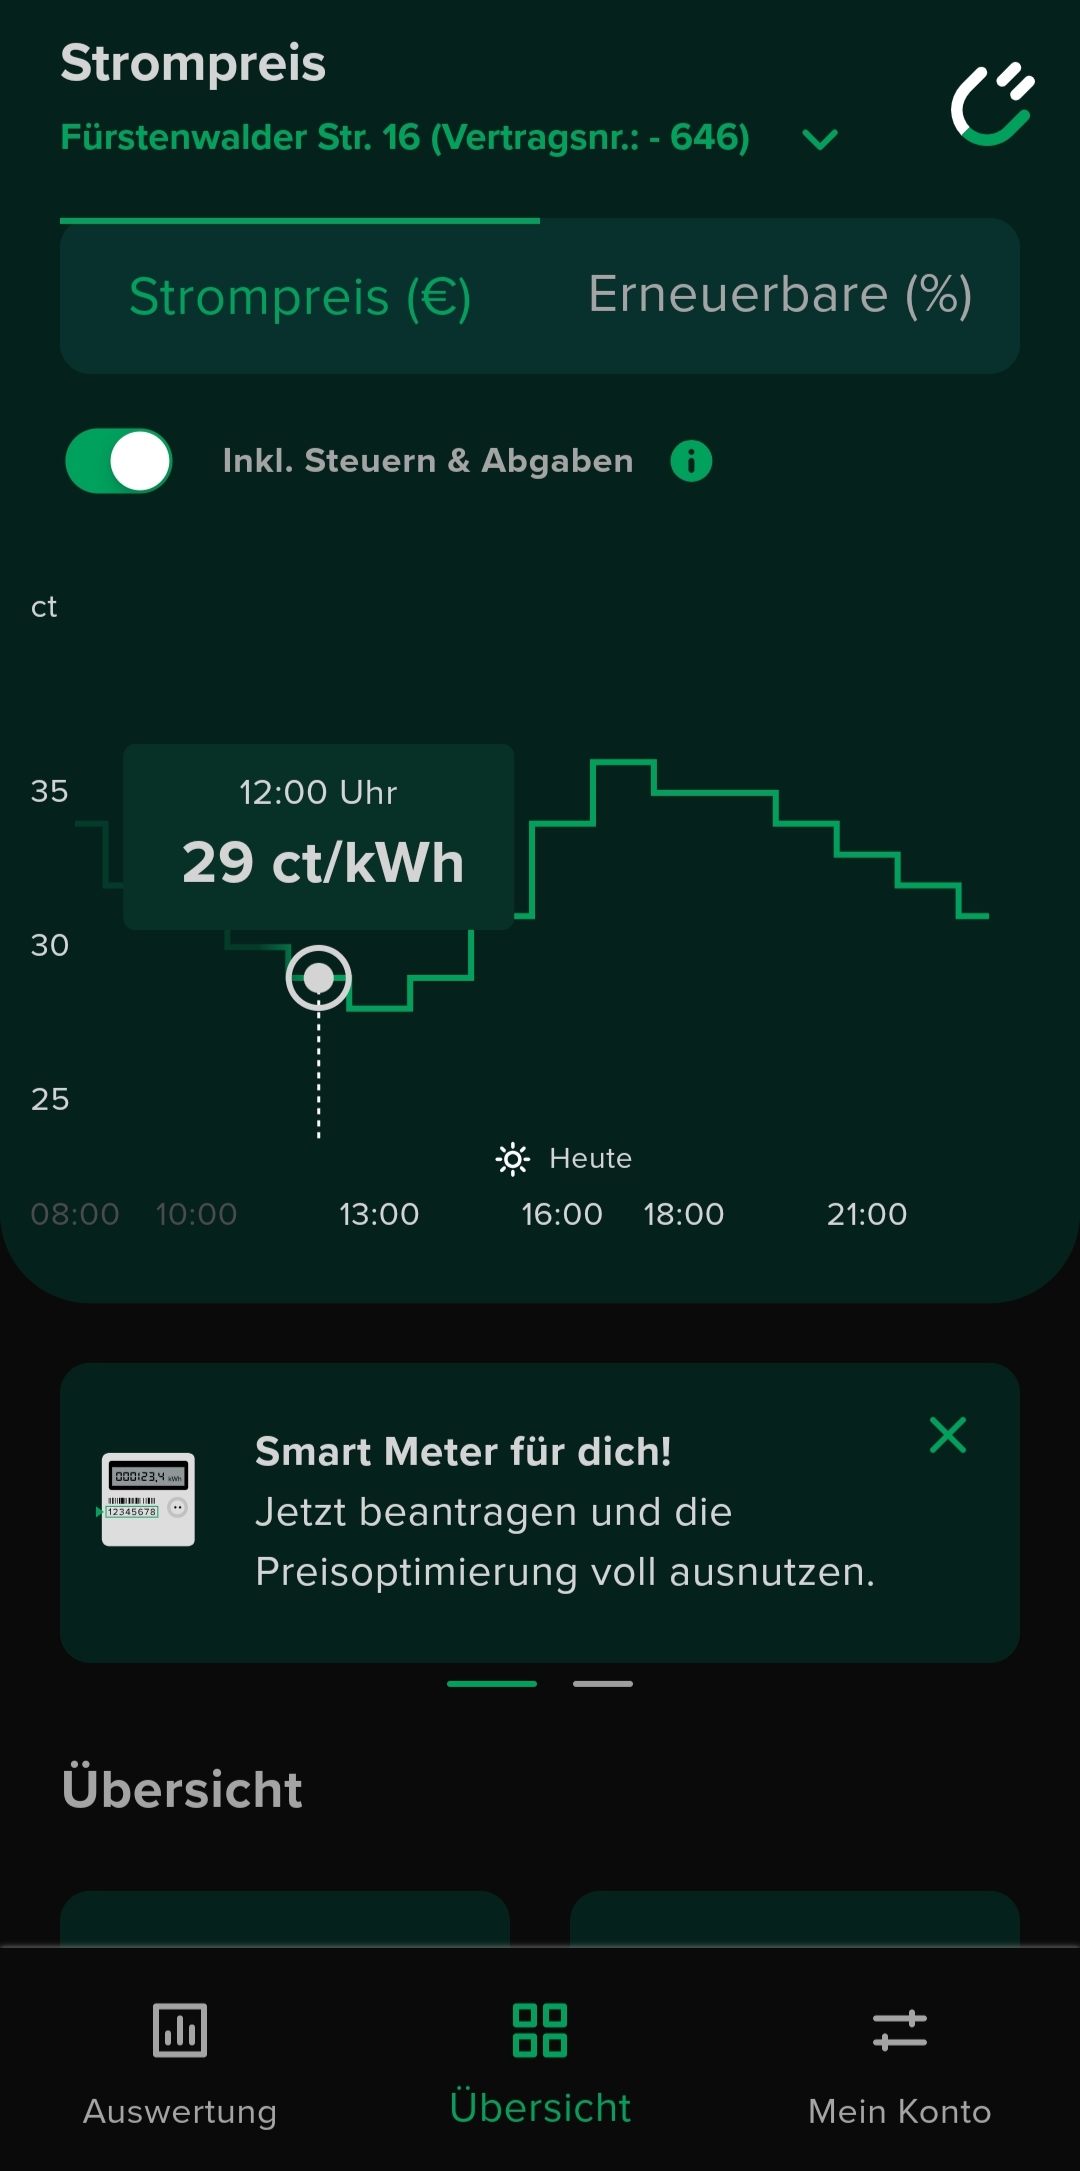 Strompreis
Fürstenwalder Str. 16 (Vertragsnr.: - 646)
Strompreis (€)
Erneuerbare (%)
Inkl. Steuern & Abgaben
ct
35
12:00 Uhr
29 ct/kWh
30
25
Heute
08:00 10:00 13:00 16:00 18:00 21:00
Smart Meter für dich!
Jetzt beantragen und die
Preisoptimierung voll ausnutzen.
000123,4 kWh
12345678
Übersicht
Auswertung
Übersicht
Mein Konto